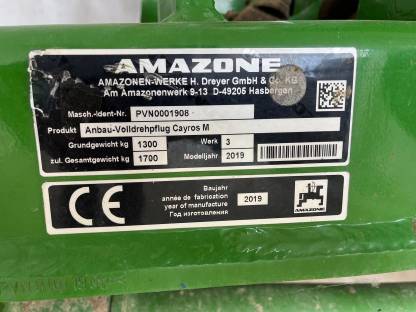 AMAZONE
AMAZONEN-WERKE H. Dreyer GmbH & Co. KG
Am Amazonenwerk 9-13 D-49205 Hasbergen
Masch.-Ident-Nr. PVN0001908
Produkt Anbau-Volldrehpflug Cayros M
Grundgewicht kg 1300 Werk 3
zul. Gesamtgewicht kg 1700 Modelljahr 2019
CE
Baujahr
année de fabrication
year of manufacture
Год изготовления
2019
AMAZONE